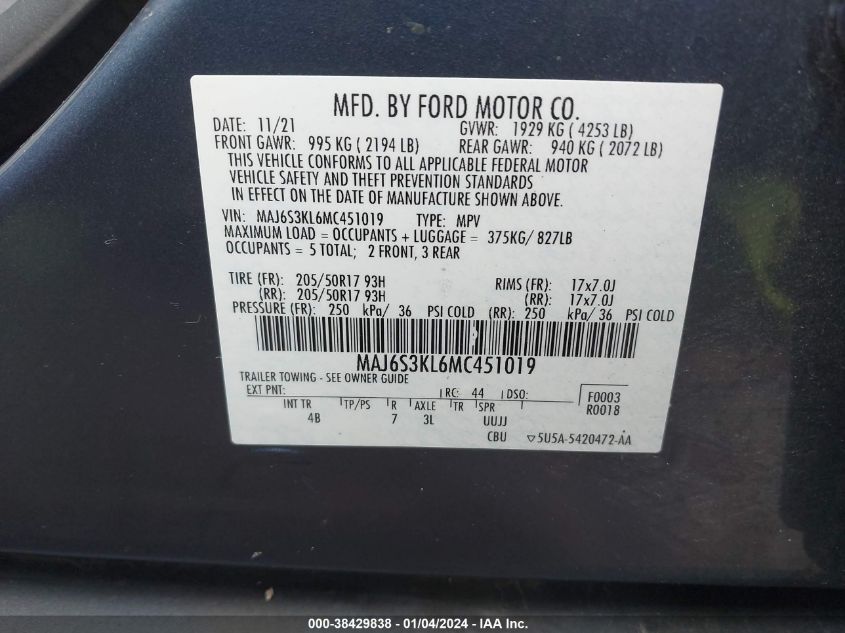 MFD. BY FORD MOTOR CO.
DATE: 11/21 GVWR: 1929 KG ( 4253 LB)
FRONT GAWR: 995 KG ( 2194 LB) REAR GAWR: 940 KG ( 2072 LB)
THIS VEHICLE CONFORMS TO ALL APPLICABLE FEDERAL MOTOR
VEHICLE SAFETY AND THEFT PREVENTION STANDARDS
IN EFFECT ON THE DATE OF MANUFACTURE SHOWN ABOVE.
VIN: MAJ6S3KL6MC451019 TYPE: MPV
MAXIMUM LOAD = OCCUPANTS + LUGGAGE = 375KG/ 827LB
OCCUPANTS = 5 TOTAL; 2 FRONT, 3 REAR
TIRE (FR): 205/50R17 93H RIMS (FR): 17x7.0J
(RR): 205/50R17 93H (RR): 17x7.0J
PRESSURE (FR): 250 kPa/ 36 PSI COLD (RR): 250 kPa/ 36 PSI COLD
MAJ6S3KL6MC451019
TRAILER TOWING - SEE OWNER GUIDE
EXT PNT: RC: 44 DSO: F0003
R0018
INT TR TP/PS R AXLE TR SPR
4B 7 3L UUJJ
CBU 5U5A-5420472-AA
000-38429838 - 01/04/2024 - IAA Inc.